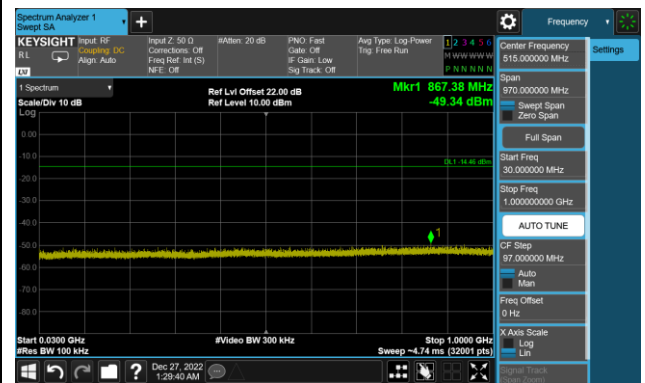 Spectrum Analyzer 1
Swept SA
Frequency
KEYSIGHT
RL
LXI
Input: RF
Coupling: DC
Align: Auto
Input Z: 50 Ω
Corrections: Off
Freq Ref: Int (S)
NFE: Off
#Atten: 20 dB
PNO: Fast
Gate: Off
IF Gain: Low
Sig Track: Off
Avg Type: Log-Power
Trig: Free Run
1 2 3 4 5 6
M W W W W W
P N N N N N
1 Spectrum
Scale/Div 10 dB
Log
Ref Lvl Offset 22.00 dB
Ref Level 10.00 dBm
Mkr1 867.38 MHz
-49.34 dBm
0.00
-10.0
DL1 -14.46 dBm
-20.0
-30.0
-40.0
1
-50.0
-60.0
-70.0
-80.0
Start 0.0300 GHz
#Res BW 100 kHz
#Video BW 300 kHz
Stop 1.0000 GHz
Sweep ~4.74 ms (32001 pts)
Dec 27, 2022
1:29:40 AM
Center Frequency
515.000000 MHz
Settings
Span
970.000000 MHz
Swept Span
Zero Span
Full Span
Start Freq
30.000000 MHz
Stop Freq
1.000000000 GHz
AUTO TUNE
CF Step
97.000000 MHz
Auto
Man
Freq Offset
0 Hz
X Axis Scale
Log
Lin
Signal Track
(Span Zoom)